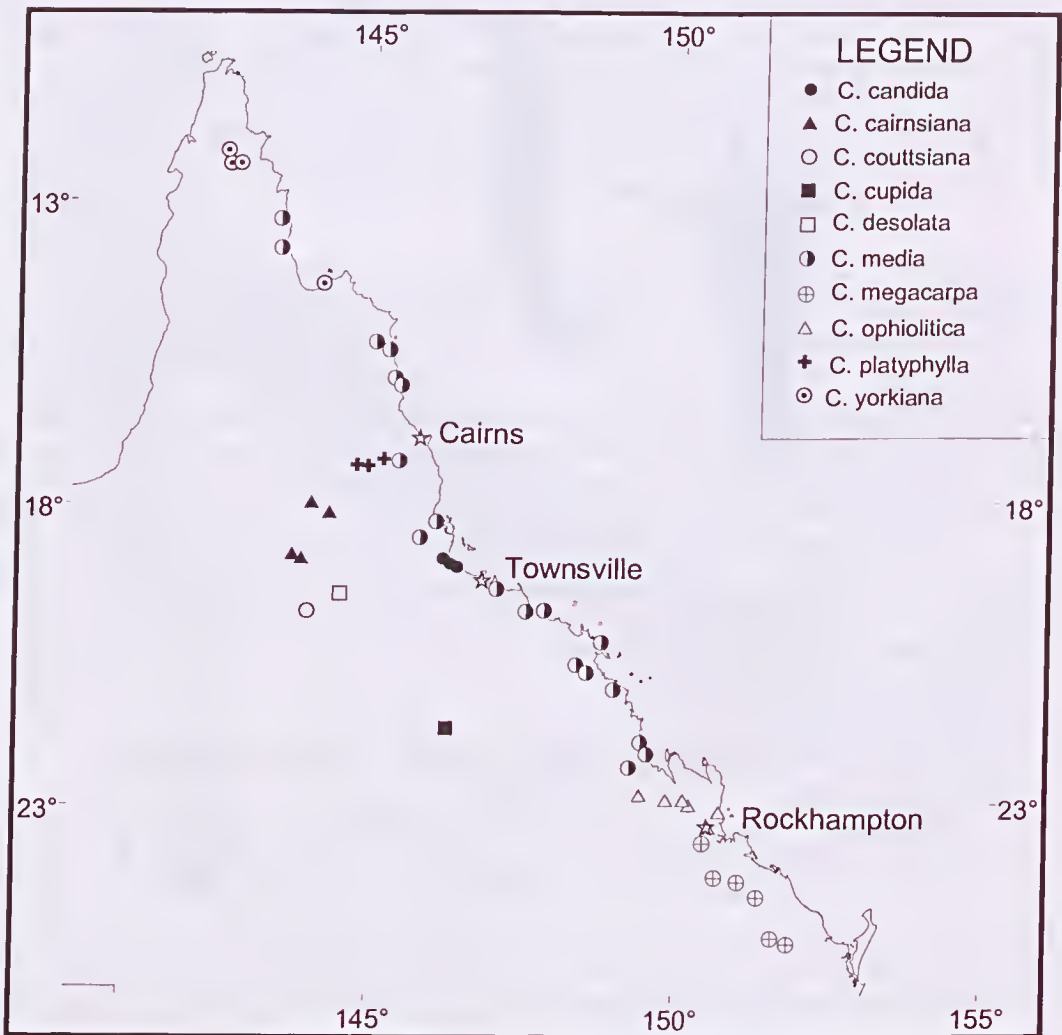 145°
150°
LEGEND
C. candida
C. cairnsiana
C. couttsiana
C. cupida
C. desolata
C. media
C. megacarpa
C. ophiolitica
C. platyphylla
C. yorkiana
13°
Cairns
18°
18°
Townsville
23°
23°
Rockhampton
145°
150°
155°